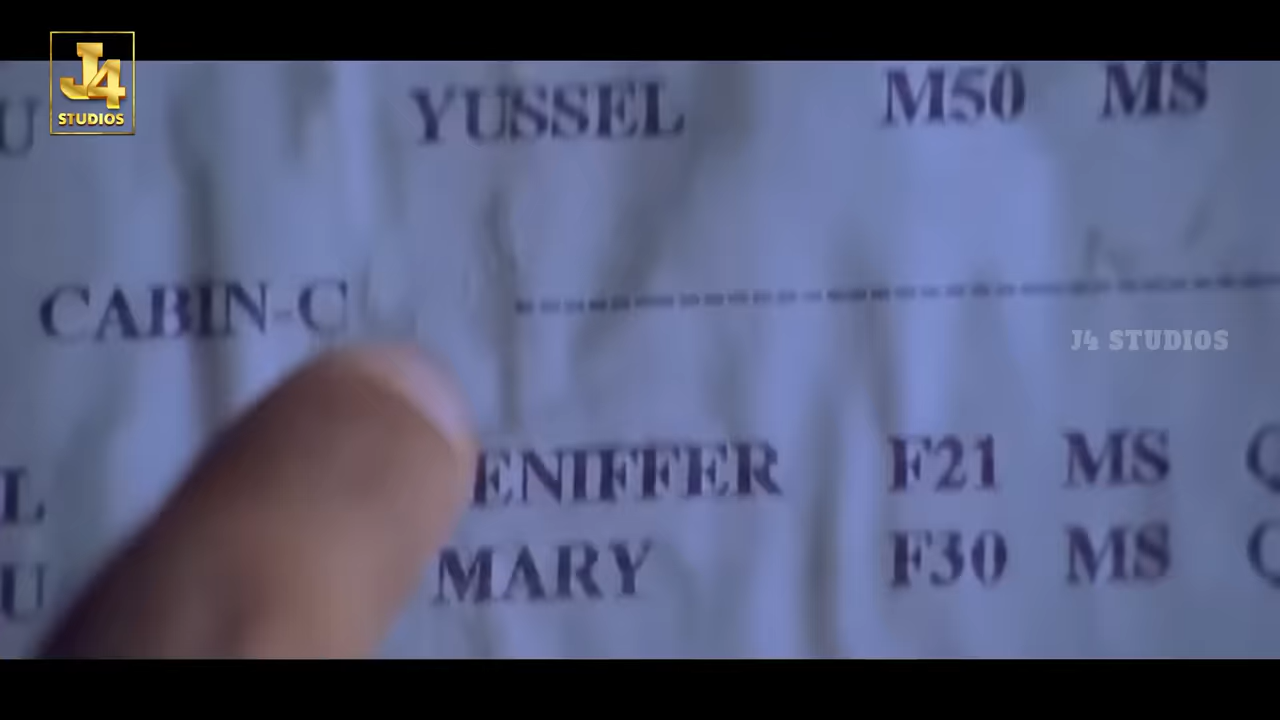 J4
STUDIOS
U YUSSEL M50 MS
CABIN-C --------------------
J4 STUDIOS
L ENIFFER F21 MS Q
U MARY F30 MS Q